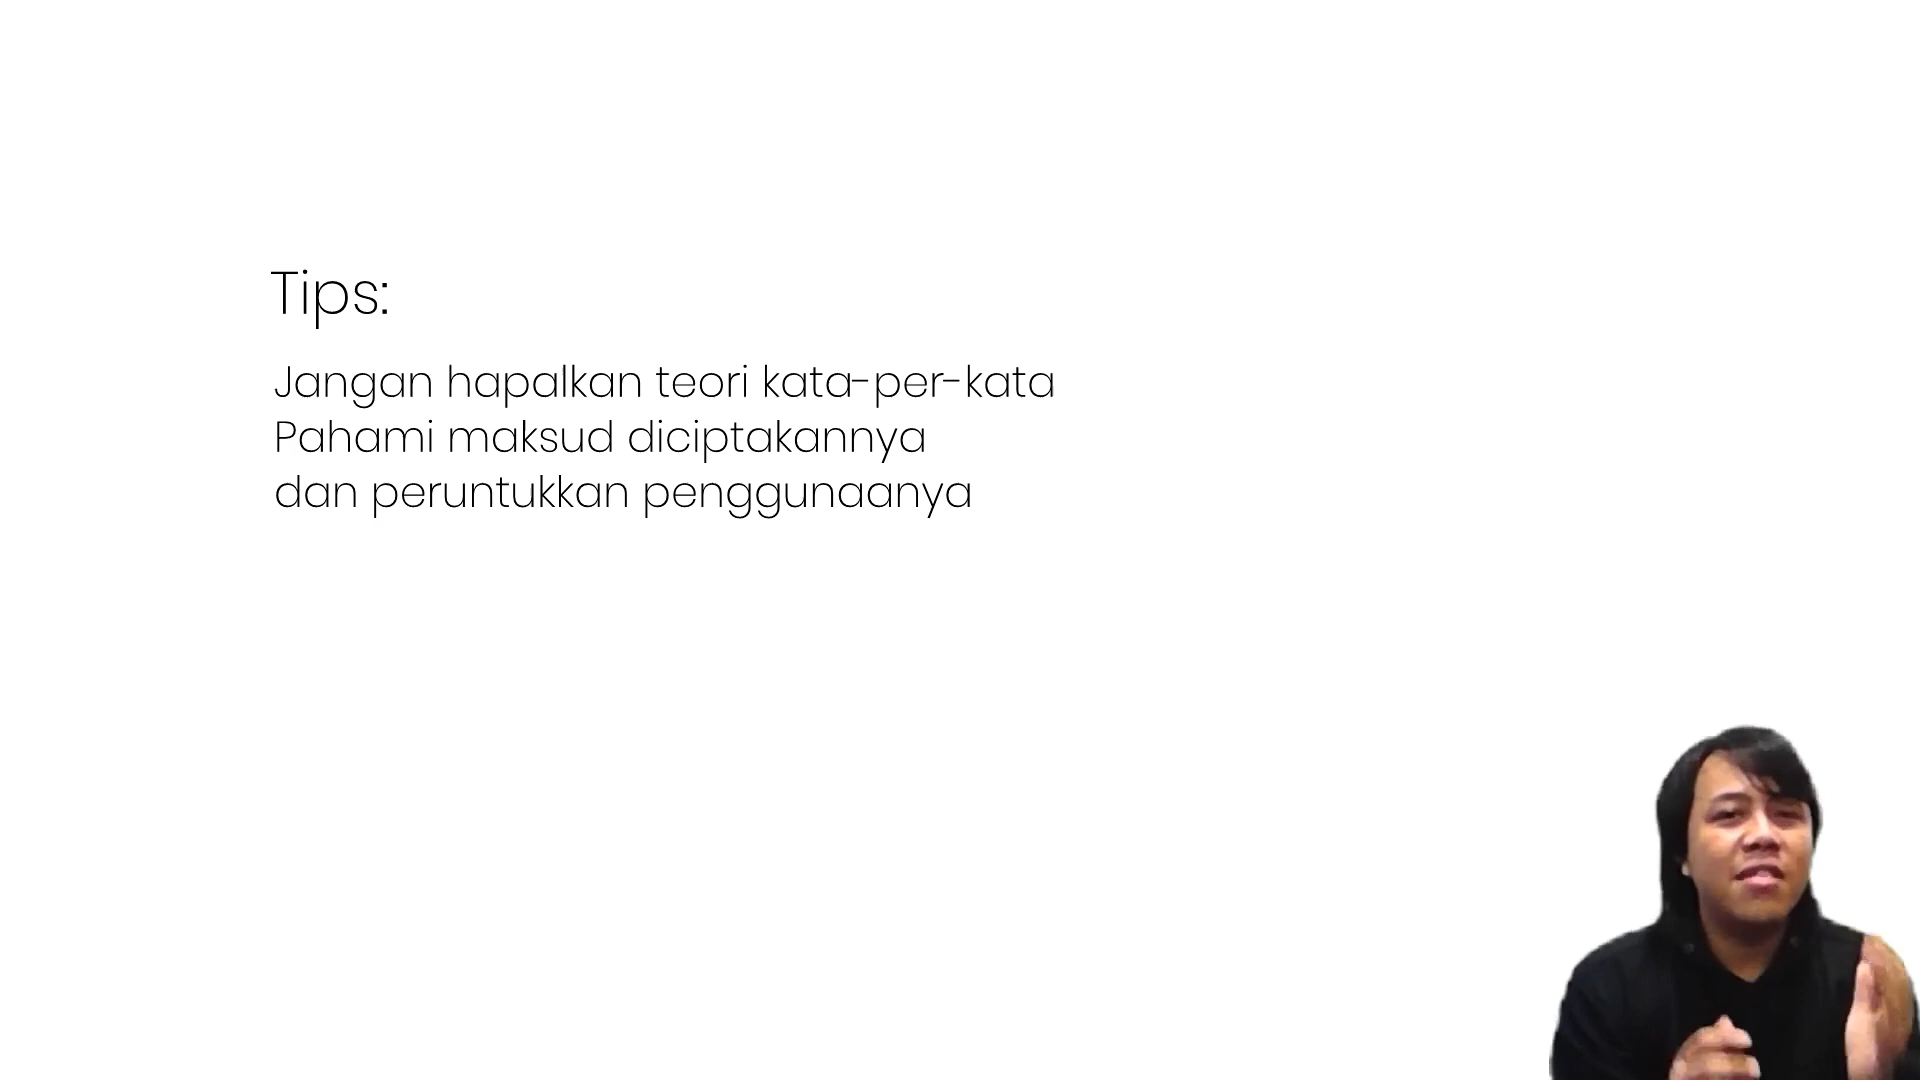 Tips:
Jangan hapalkan teori kata-per-kata
Pahami maksud diciptakannya
dan peruntukkan penggunaanya